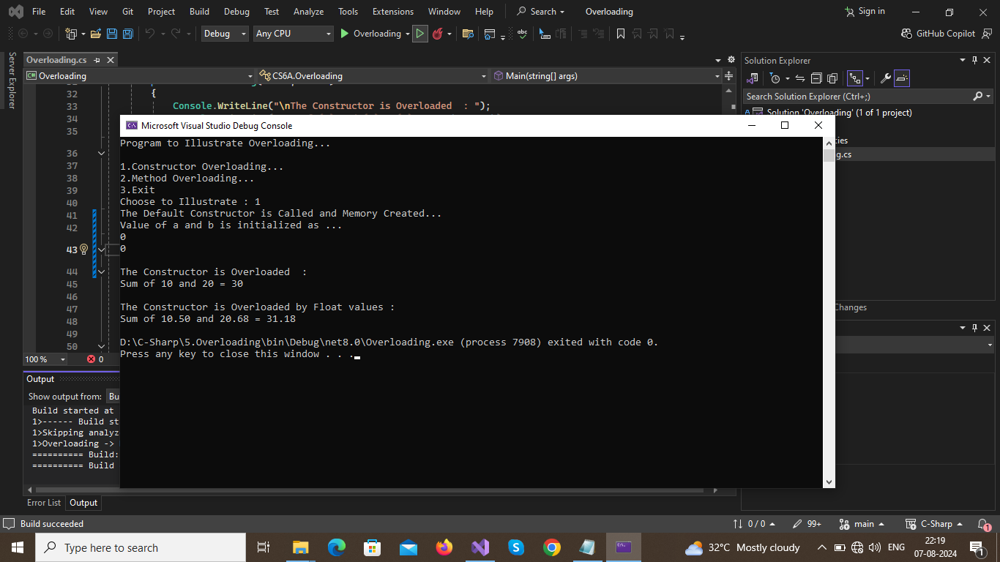 File Edit View Git Project Build Debug Test Analyze Tools Extensions Window Help Search Overloading Sign in
Debug Any CPU Overloading GitHub Copilot
Server Explorer
Overloading.cs
Overloading CS6A.Overloading Main(string[] args)
32 {
33 Console.WriteLine("\nThe Constructor is Overloaded  : ");
34
35
36
37
38
39
40
41
42
43
44
45
46
47
48
49
50
100 % 0
Microsoft Visual Studio Debug Console
Program to Illustrate Overloading...
1.Constructor Overloading...
2.Method Overloading...
3.Exit
Choose to Illustrate : 1
The Default Constructor is Called and Memory Created...
Value of a and b is initialized as ...
0
0
The Constructor is Overloaded  :
Sum of 10 and 20 = 30
The Constructor is Overloaded by Float values :
Sum of 10.50 and 20.68 = 31.18
D:\C-Sharp\5.Overloading\bin\Debug\net8.0\Overloading.exe (process 7908) exited with code 0.
Press any key to close this window . . .
Solution Explorer
Search Solution Explorer (Ctrl+;)
Solution 'Overloading' (1 of 1 project)
cies
g.cs
Changes
Output
Show output from: Bu
Build started at
1>------ Build st
1>Skipping analyz
1>Overloading ->
========== Build:
========== Build
Error List Output
Build succeeded 0 / 0 99+ main C-Sharp 1
Type here to search 32°C Mostly cloudy ENG 22:19
07-08-2024 1